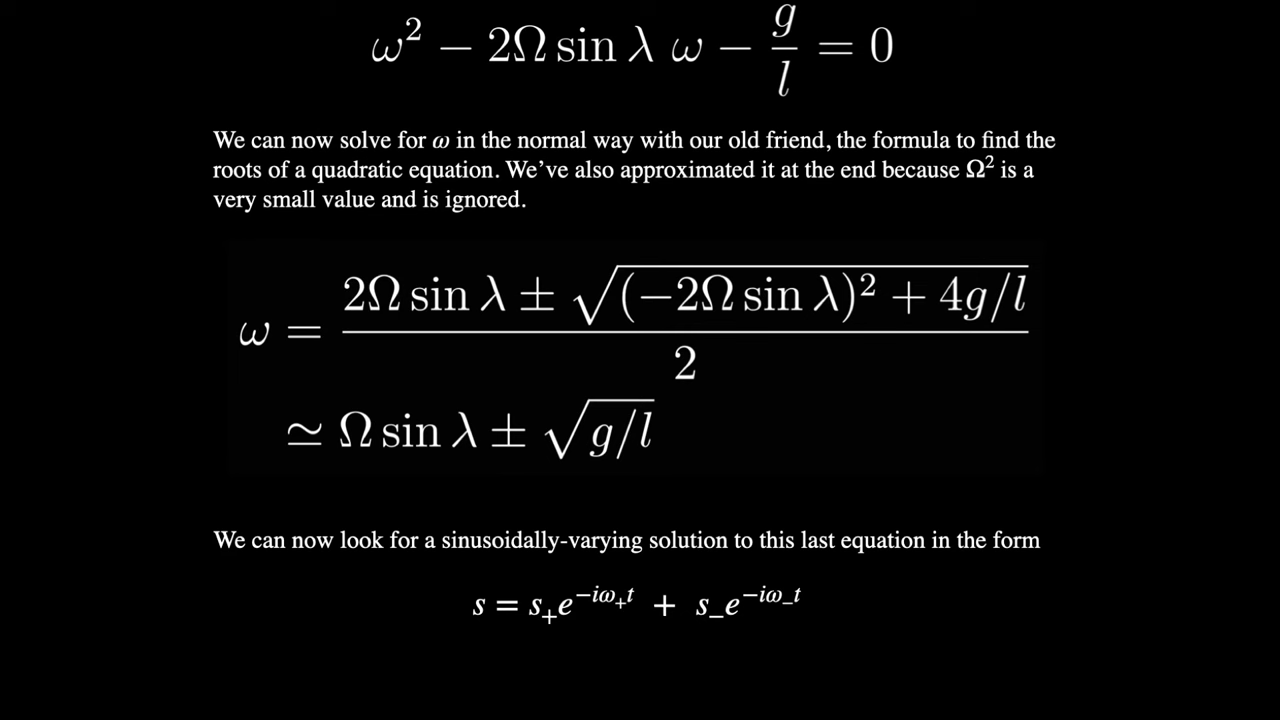 ω² − 2Ω sin λ ω − g/l = 0
We can now solve for ω in the normal way with our old friend, the formula to find the
roots of a quadratic equation. We’ve also approximated it at the end because Ω² is a
very small value and is ignored.
ω = (2Ω sin λ ± √((−2Ω sin λ)² + 4g/l)) / 2
≃ Ω sin λ ± √(g/l)
We can now look for a sinusoidally-varying solution to this last equation in the form
s = s₊e^{−iω₊t} + s₋e^{−iω₋t}